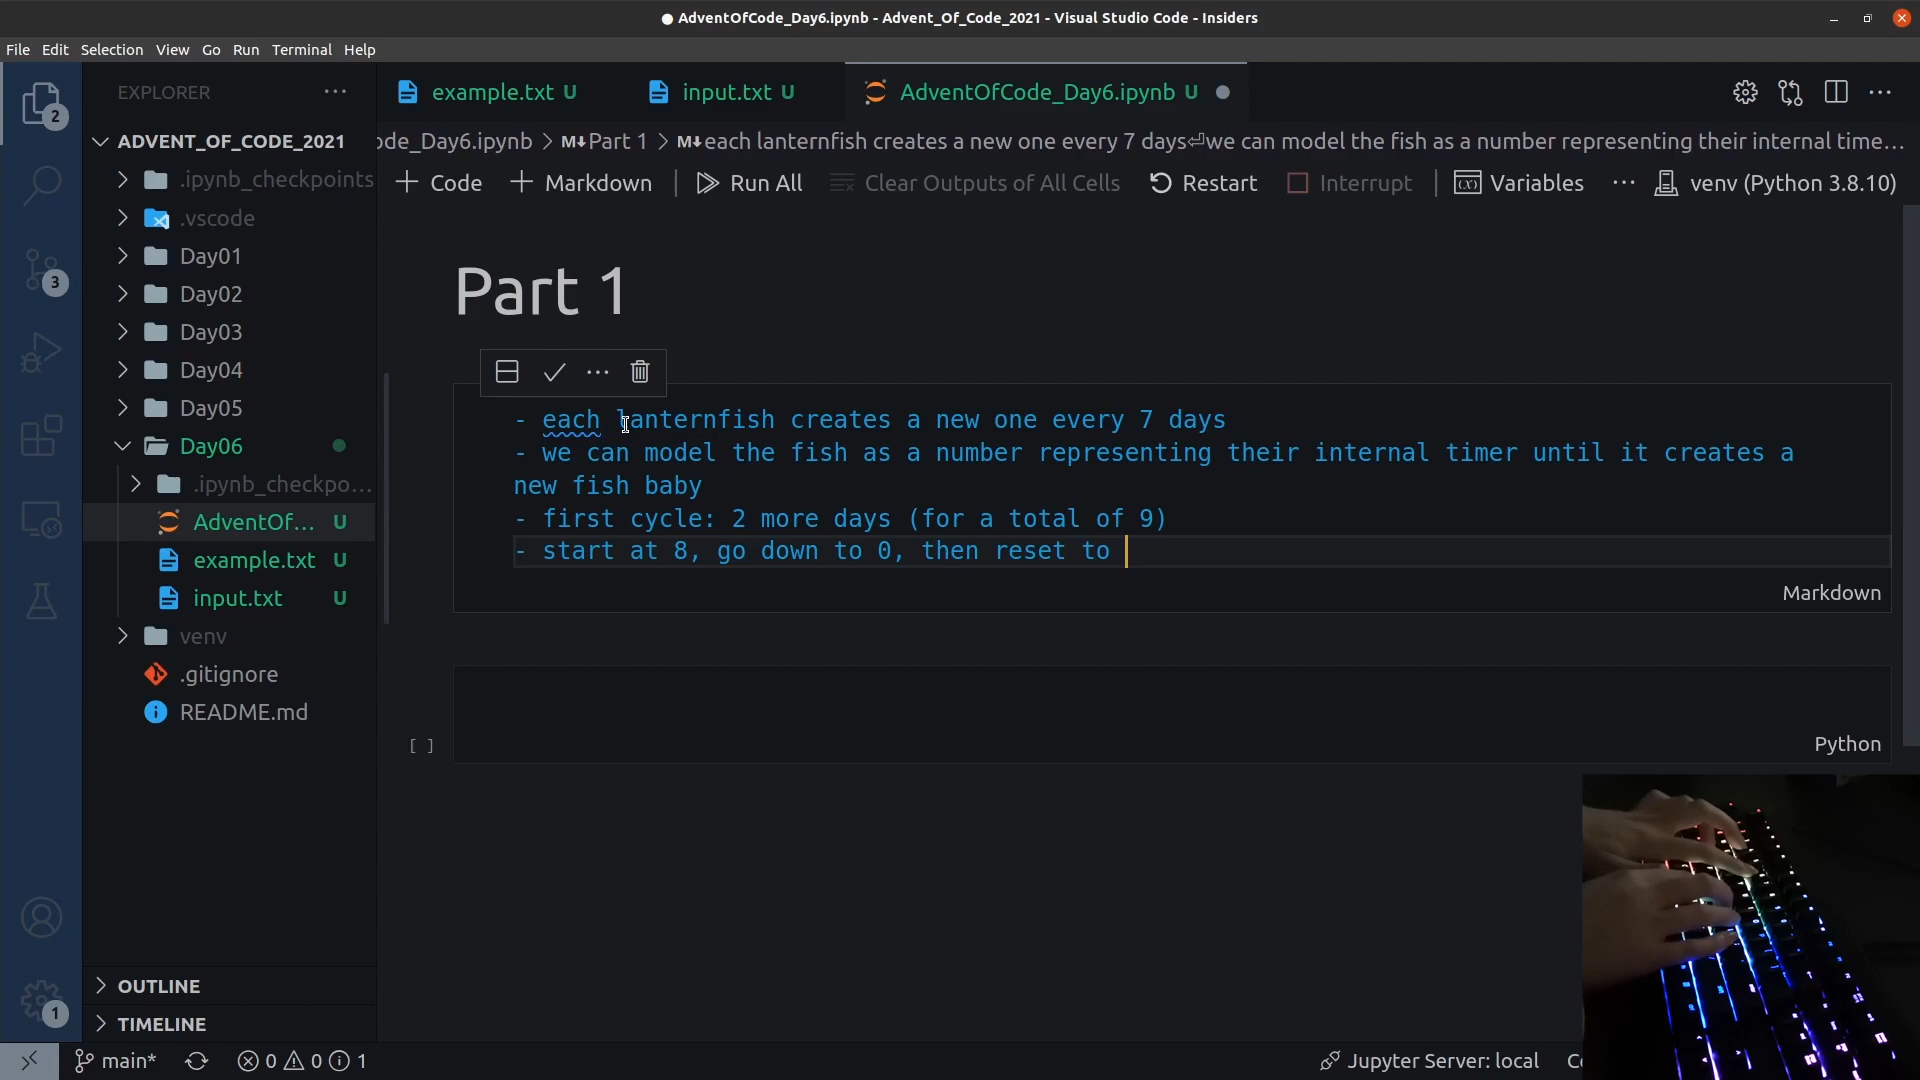 ● AdventOfCode_Day6.ipynb - Advent_Of_Code_2021 - Visual Studio Code - Insiders
File Edit Selection View Go Run Terminal Help
EXPLORER ···
example.txt U
input.txt U
AdventOfCode_Day6.ipynb U
ode_Day6.ipynb > M↓ Part 1 > M↓ each lanternfish creates a new one every 7 days⏎we can model the fish as a number representing their internal time...
+ Code + Markdown Run All Clear Outputs of All Cells Restart Interrupt Variables ··· venv (Python 3.8.10)
2
3
1
ADVENT_OF_CODE_2021
.ipynb_checkpoints
.vscode
Day01
Day02
Day03
Day04
Day05
Day06
.ipynb_checkpo...
AdventOf... U
example.txt U
input.txt U
venv
.gitignore
README.md
OUTLINE
TIMELINE
Part 1
- each lanternfish creates a new one every 7 days
- we can model the fish as a number representing their internal timer until it creates a
new fish baby
- first cycle: 2 more days (for a total of 9)
- start at 8, go down to 0, then reset to
Markdown
[ ]
Python
main* 0 0 1 Jupyter Server: local